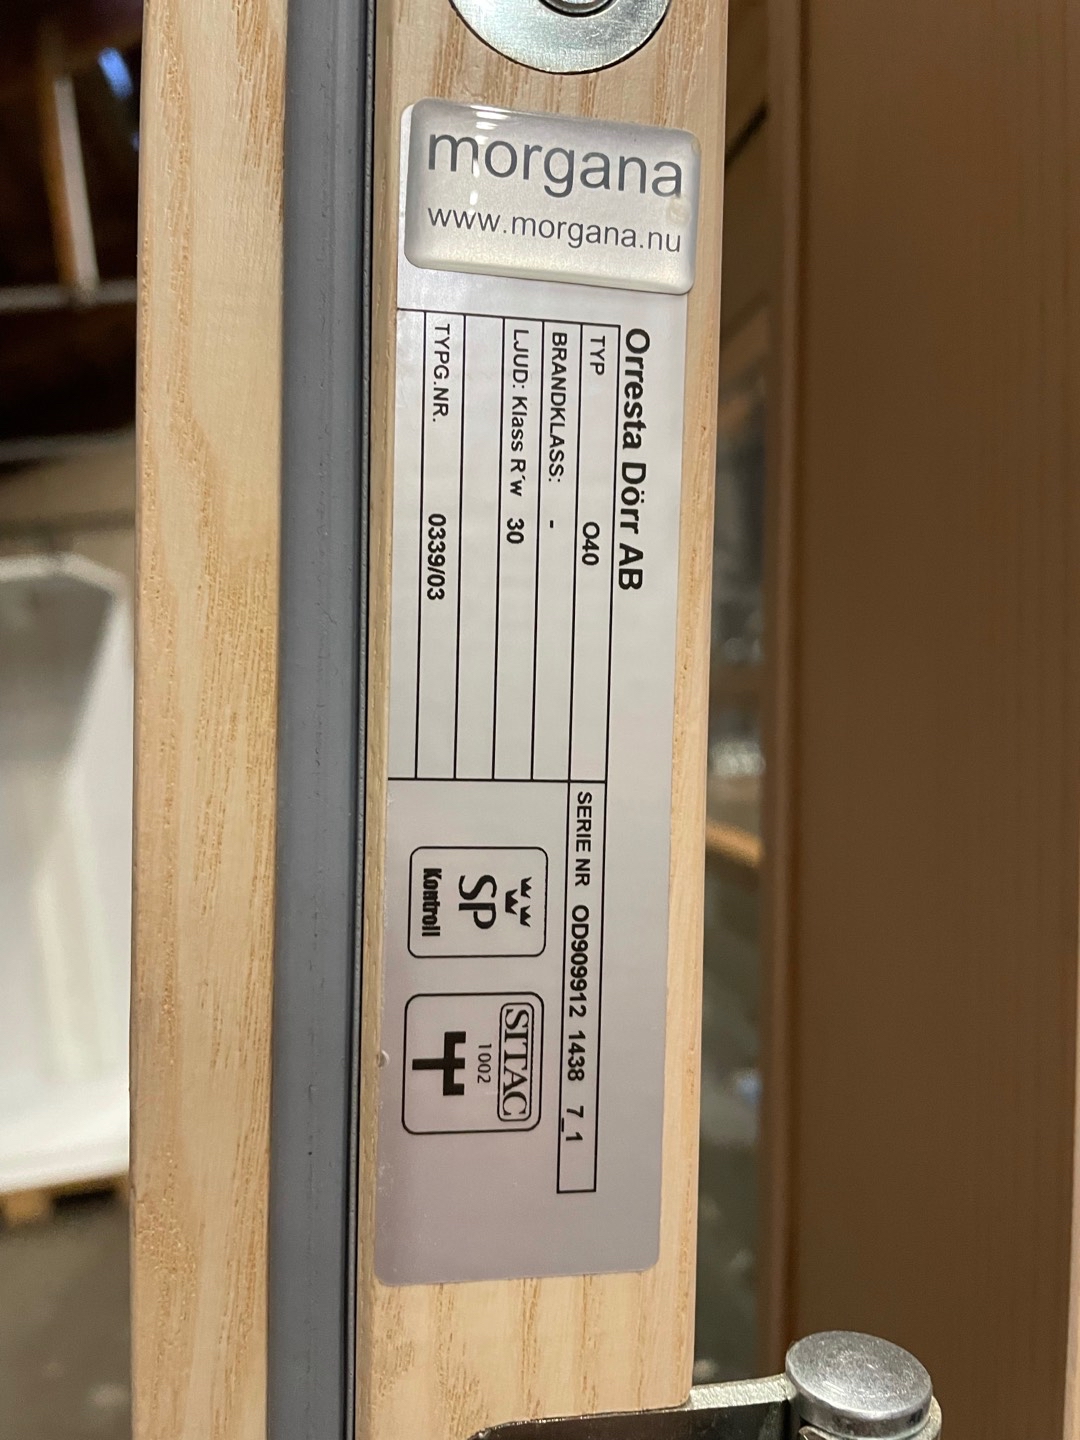 morgana
www.morgana.nu
Orresta Dörr AB
TYP O40
SERIE NR OD909912 1438 7_1
BRANDKLASS: -
LJUD: Klass R'w 30
TYPG.NR. 0339/03
SP
Kontroll
SITAC
1002